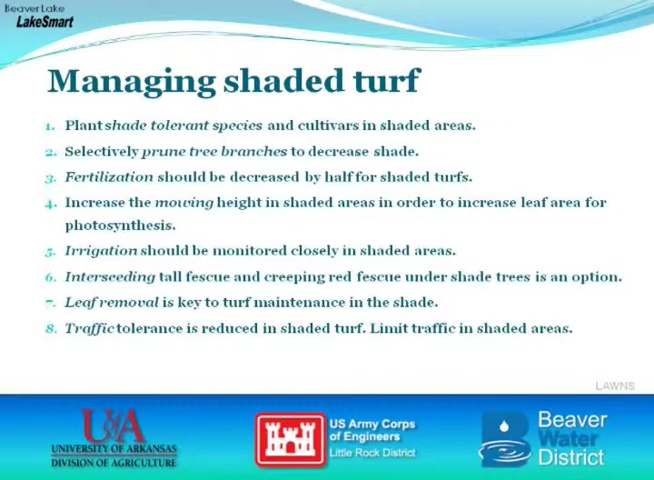 Beaver Lake
LakeSmart
Managing shaded turf
1. Plant shade tolerant species and cultivars in shaded areas.
2. Selectively prune tree branches to decrease shade.
3. Fertilization should be decreased by half for shaded turfs.
4. Increase the mowing height in shaded areas in order to increase leaf area for
photosynthesis.
5. Irrigation should be monitored closely in shaded areas.
6. Interseeding tall fescue and creeping red fescue under shade trees is an option.
7. Leaf removal is key to turf maintenance in the shade.
8. Traffic tolerance is reduced in shaded turf. Limit traffic in shaded areas.
LAWNS
UofA
UNIVERSITY OF ARKANSAS
DIVISION OF AGRICULTURE
US Army Corps
of Engineers
Little Rock District
Beaver
Water
District